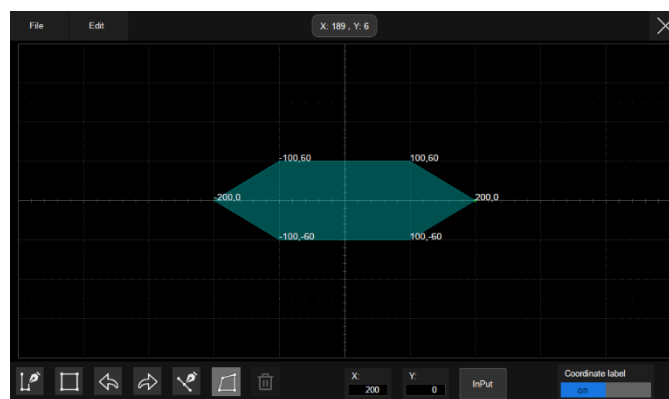 File Edit X: 189 , Y: 6
-100,60 100,60
-200,0 200,0
-100,-60 100,-60
X: Y: Coordinate label
200 0 InPut on